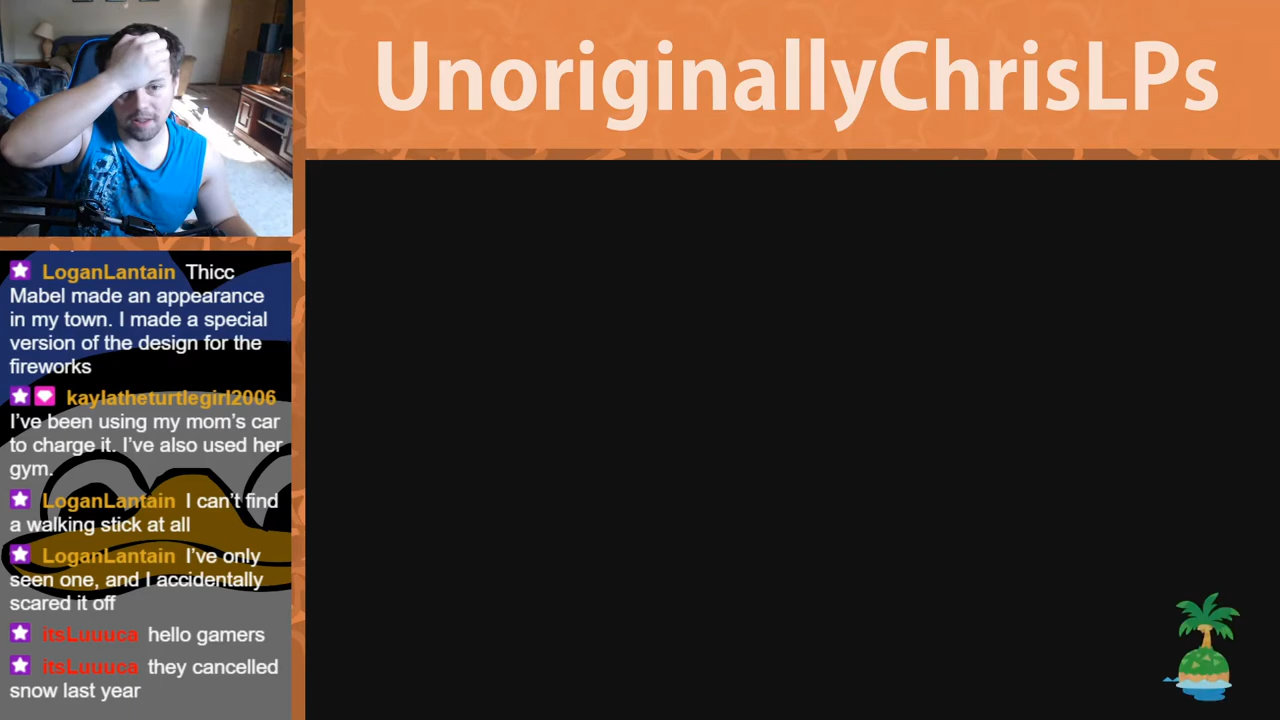 UnoriginallyChrisLPs
LoganLantain Thicc
Mabel made an appearance
in my town. I made a special
version of the design for the
fireworks
kaylatheturtlegirl2006
I’ve been using my mom’s car
to charge it. I’ve also used her
gym.
LoganLantain I can’t find
a walking stick at all
LoganLantain I’ve only
seen one, and I accidentally
scared it off
itsLuuuca hello gamers
itsLuuuca they cancelled
snow last year